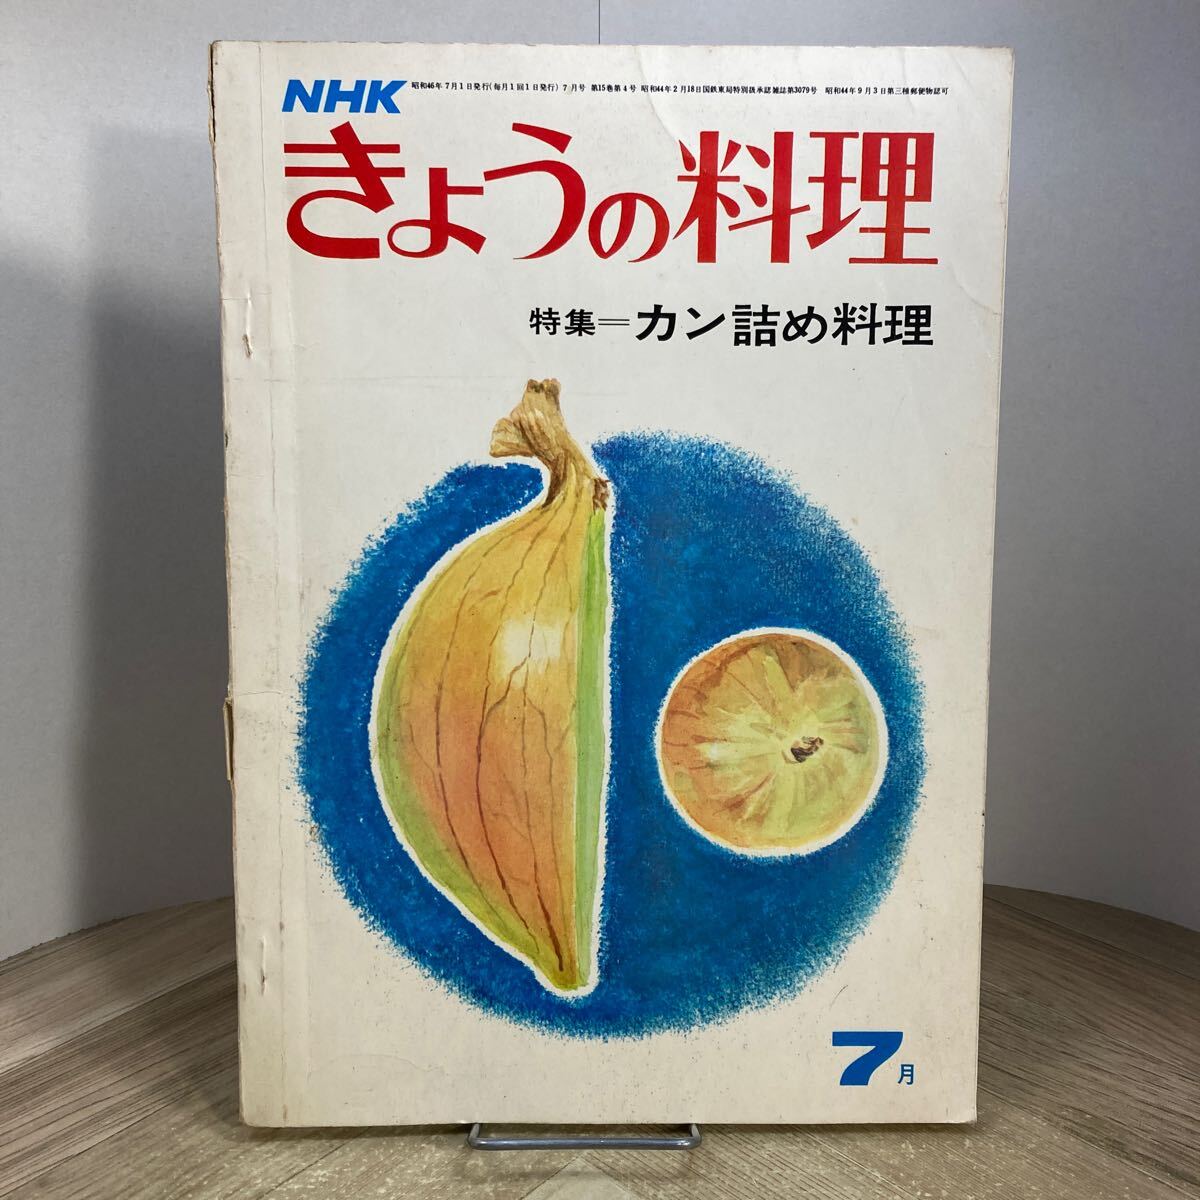 NHK
昭和46年7月1日発行(毎月1回1日発行) 7月号 第15巻第4号 昭和44年2月18日国鉄東局特別扱承認雑誌第3079号 昭和44年9月3日第三種郵便物認可
きょうの料理
特集=カン詰め料理
7月